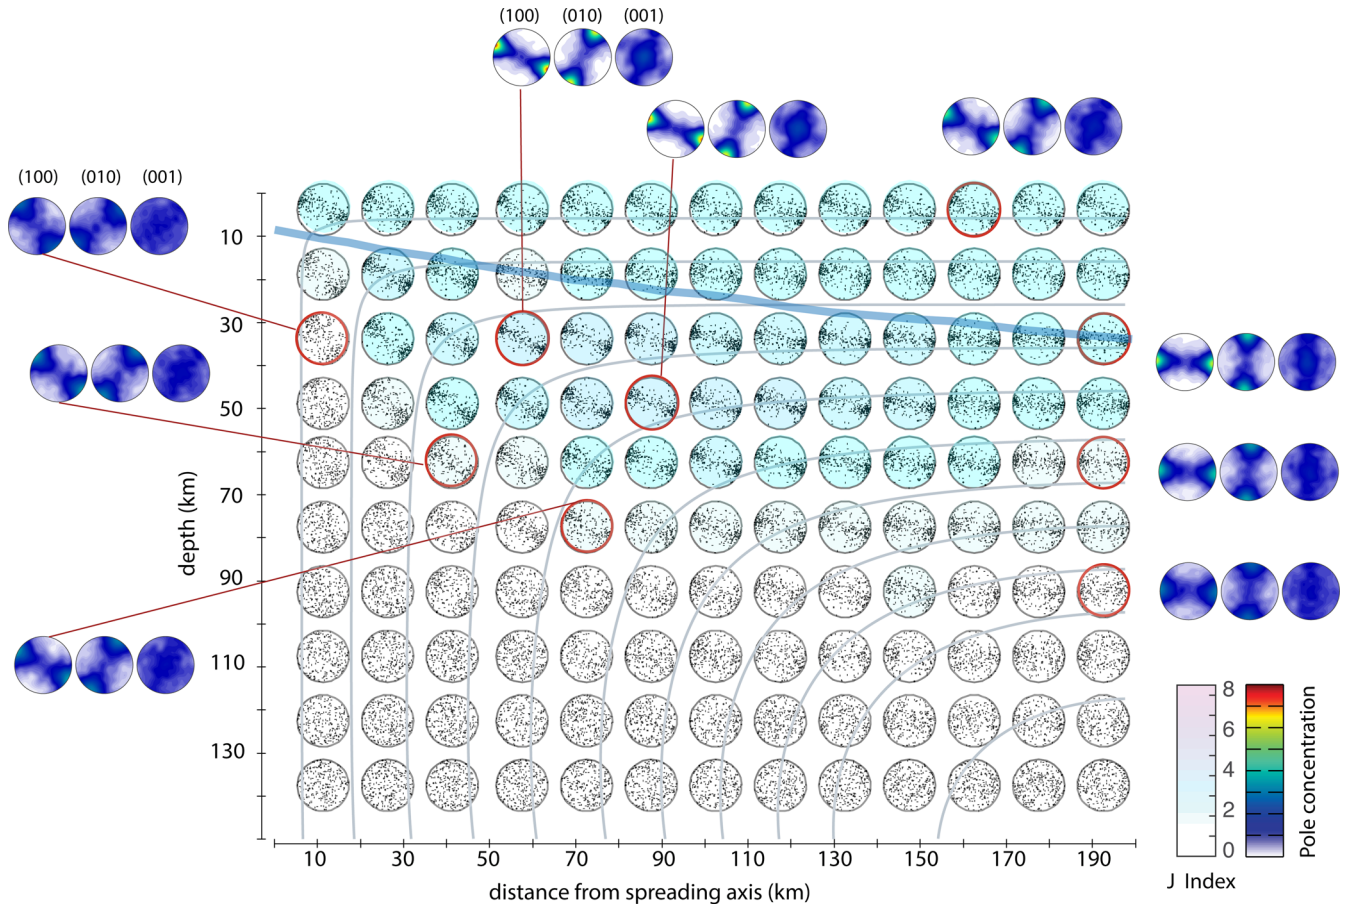 (100) (010) (001)
(100) (010) (001)
10
30
50
70
90
110
130
depth (km)
10 30 50 70 90 110 130 150 170 190
distance from spreading axis (km)
8
6
4
2
0
J Index
Pole concentration